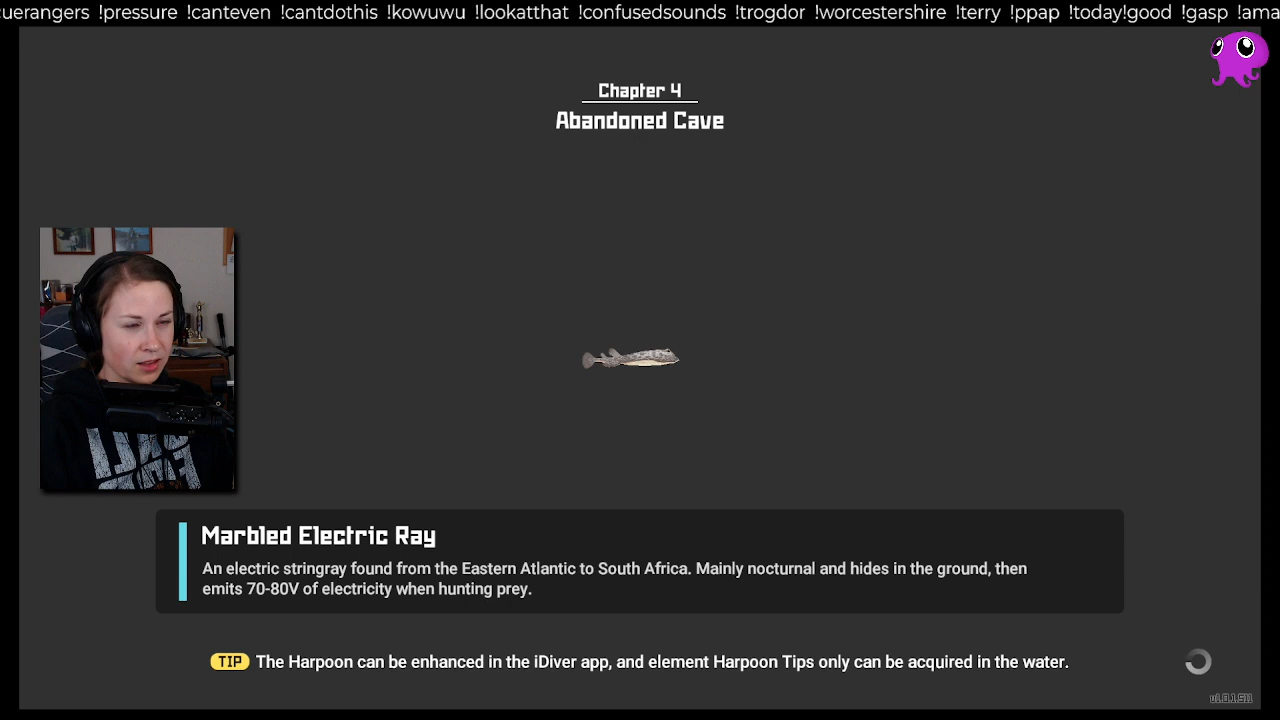 !pressure !canteven !cantdothis !kowuwu !lookatthat !confusedsounds !trogdor !worcestershire !terry !ppap !today!good !gasp
Chapter 4
Abandoned Cave
Marbled Electric Ray
An electric stringray found from the Eastern Atlantic to South Africa. Mainly nocturnal and hides in the ground, then
emits 70-80V of electricity when hunting prey.
TIP The Harpoon can be enhanced in the iDiver app, and element Harpoon Tips only can be acquired in the water.